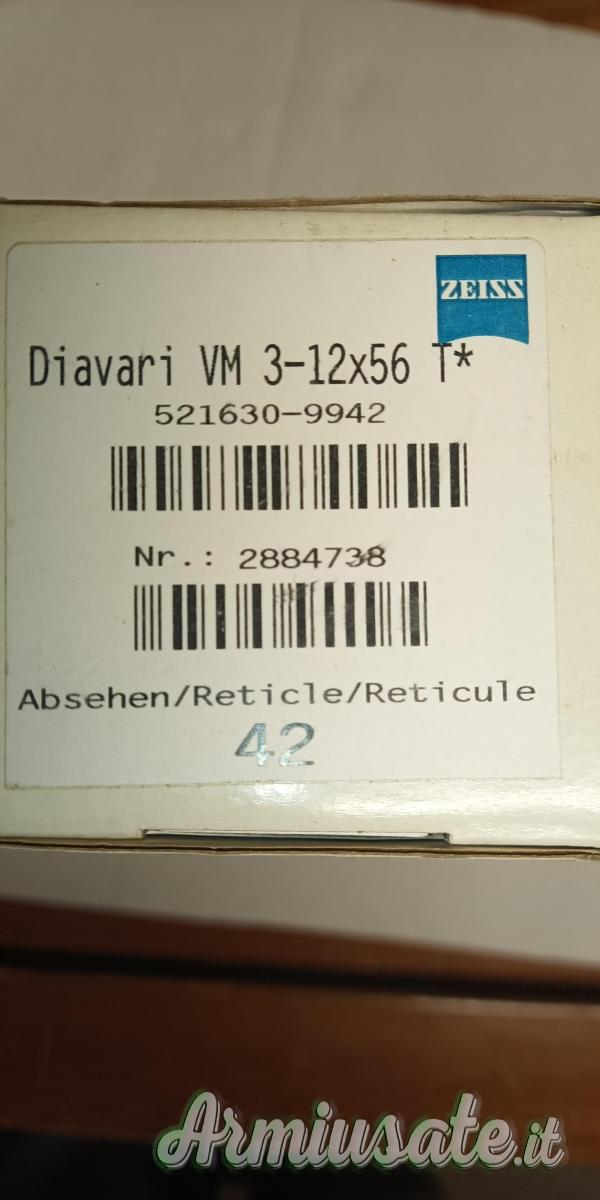 ZEISS
Diavari VM 3-12x56 T*
521630-9942
Nr.: 2884738
Absehen/Reticle/Reticule
42
Armiusate.it